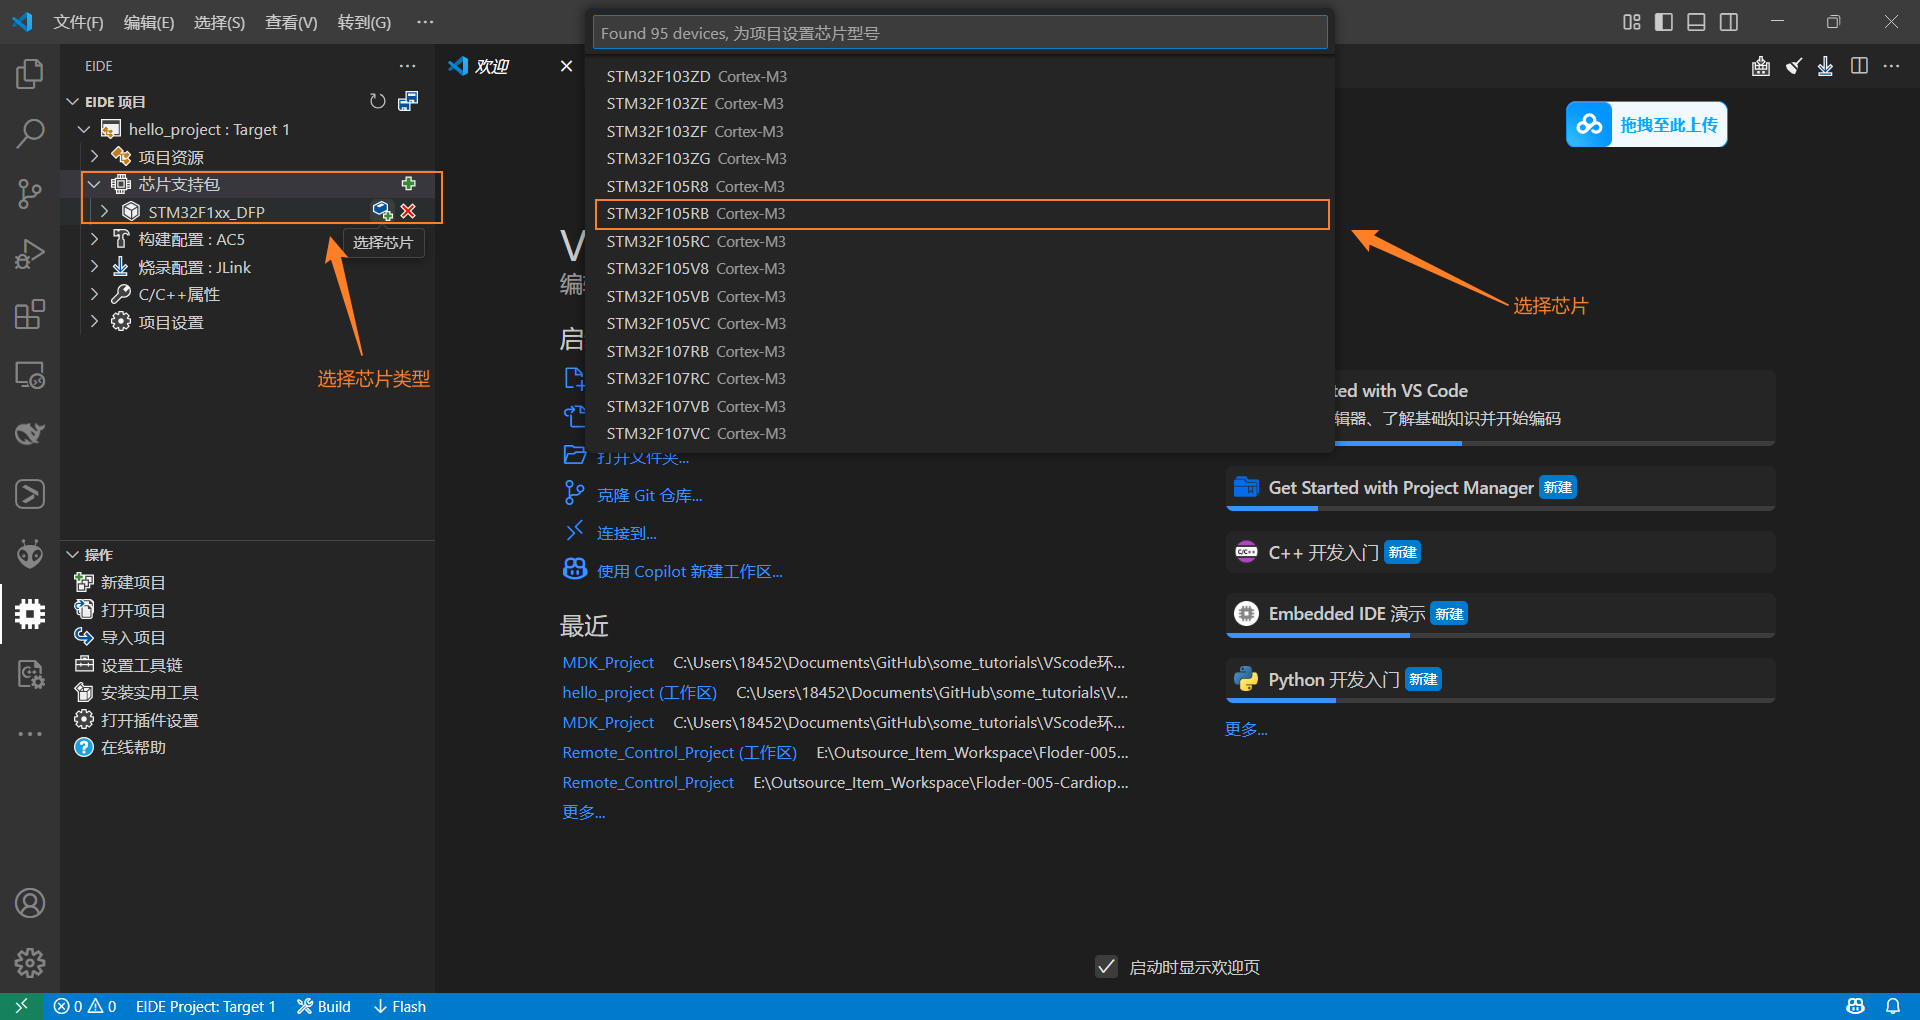 文件(F) 编辑(E) 选择(S) 查看(V) 转到(G) ···
Found 95 devices, 为项目设置芯片型号
EIDE
EIDE 项目
hello_project : Target 1
项目资源
芯片支持包
STM32F1xx_DFP
选择芯片
构建配置 : AC5
烧录配置 : JLink
C/C++属性
项目设置
选择芯片类型
操作
新建项目
打开项目
导入项目
设置工具链
安装实用工具
打开插件设置
在线帮助
欢迎
STM32F103ZD Cortex-M3
STM32F103ZE Cortex-M3
STM32F103ZF Cortex-M3
STM32F103ZG Cortex-M3
STM32F105R8 Cortex-M3
STM32F105RB Cortex-M3
STM32F105RC Cortex-M3
STM32F105V8 Cortex-M3
STM32F105VB Cortex-M3
STM32F105VC Cortex-M3
STM32F107RB Cortex-M3
STM32F107RC Cortex-M3
STM32F107VB Cortex-M3
STM32F107VC Cortex-M3
选择芯片
拖拽至此上传
V
编
启
打开文件夹...
克隆 Git 仓库...
连接到...
使用 Copilot 新建工作区...
最近
MDK_Project C:\Users\18452\Documents\GitHub\some_tutorials\VScode环...
hello_project (工作区) C:\Users\18452\Documents\GitHub\some_tutorials\V...
MDK_Project C:\Users\18452\Documents\GitHub\some_tutorials\VScode环...
Remote_Control_Project (工作区) E:\Outsource_Item_Workspace\Floder-005...
Remote_Control_Project E:\Outsource_Item_Workspace\Floder-005-Cardiop...
更多...
ted with VS Code
辑器、了解基础知识并开始编码
Get Started with Project Manager 新建
C++ 开发入门 新建
Embedded IDE 演示 新建
Python 开发入门 新建
更多...
启动时显示欢迎页
0 0 EIDE Project: Target 1 Build Flash